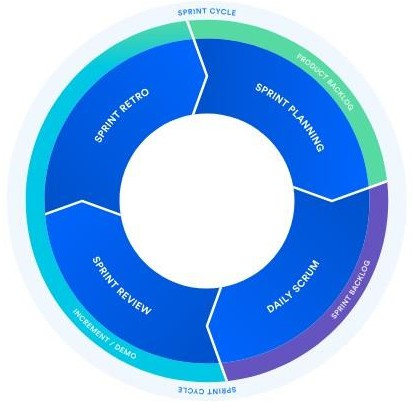 SPRINT CYCLE
PRODUCT BACKLOG
SPRINT PLANNING
SPRINT BACKLOG
DAILY SCRUM
INCREMENT / DEMO
SPRINT REVIEW
SPRINT RETRO
SPRINT CYCLE